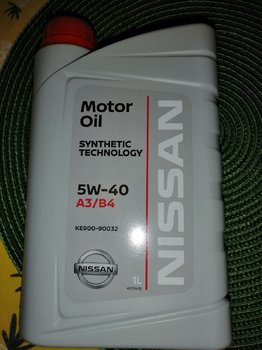 Motor
Oil
SYNTHETIC
TECHNOLOGY
5W-40
A3/B4
KE900-90032
NISSAN
NISSAN
1L